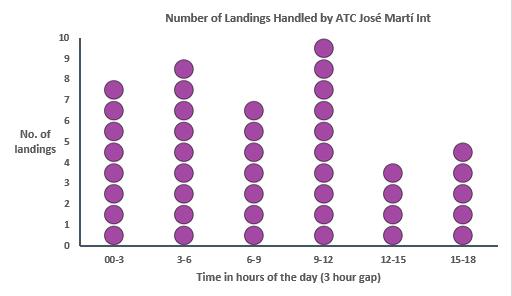 Number of Landings Handled by ATC José Martí Int
10
9
8
7
6
5
4
3
2
1
0
No. of
landings
00-3 3-6 6-9 9-12 12-15 15-18
Time in hours of the day (3 hour gap)